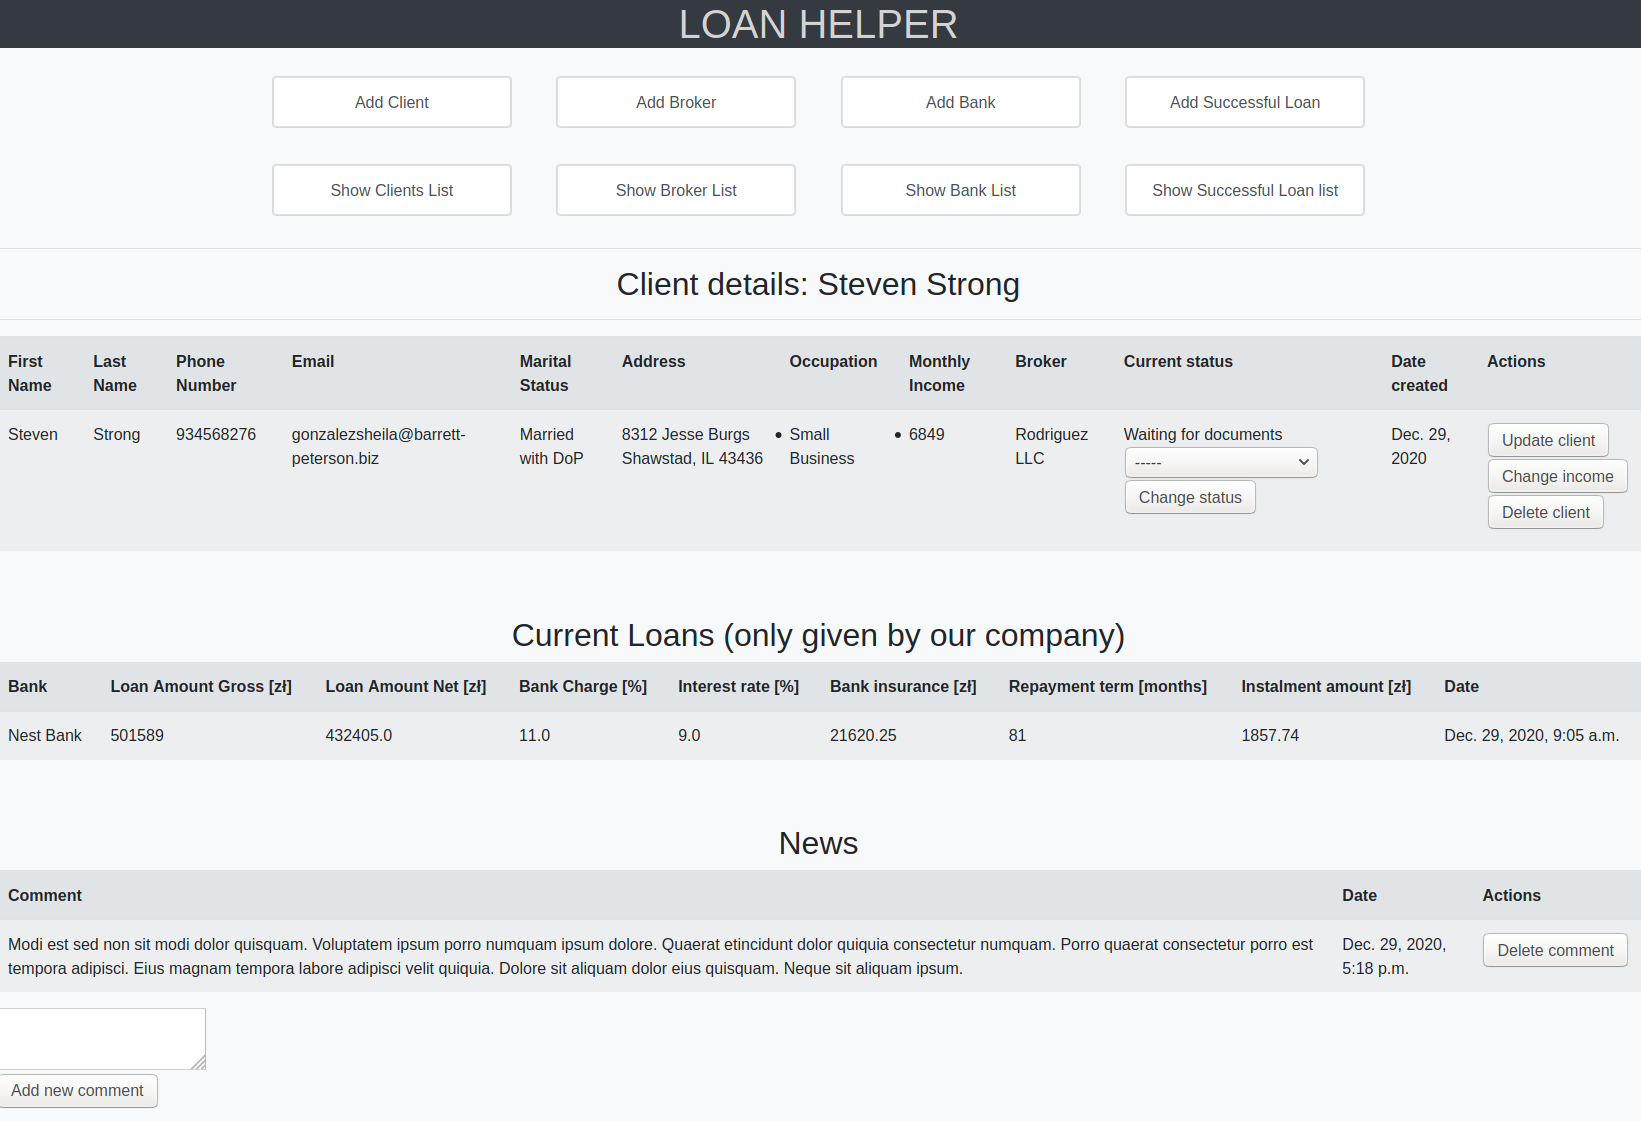 LOAN HELPER
Add Client Add Broker Add Bank Add Successful Loan
Show Clients List Show Broker List Show Bank List Show Successful Loan list
Client details: Steven Strong
First Name Last Name Phone Number Email Marital Status Address Occupation Monthly Income Broker Current status Date created Actions
Steven Strong 934568276 gonzalezsheila@barrett-peterson.biz Married with DoP 8312 Jesse Burgs Shawstad, IL 43436 • Small Business • 6849 Rodriguez LLC Waiting for documents Dec. 29, 2020 Update client
----- Change income
Change status Delete client
Current Loans (only given by our company)
Bank Loan Amount Gross [zł] Loan Amount Net [zł] Bank Charge [%] Interest rate [%] Bank insurance [zł] Repayment term [months] Instalment amount [zł] Date
Nest Bank 501589 432405.0 11.0 9.0 21620.25 81 1857.74 Dec. 29, 2020, 9:05 a.m.
News
Comment Date Actions
Modi est sed non sit modi dolor quisquam. Voluptatem ipsum porro numquam ipsum dolore. Quaerat etincidunt dolor quiquia consectetur numquam. Porro quaerat consectetur porro est Dec. 29, 2020, Delete comment
tempora adipisci. Eius magnam tempora labore adipisci velit quiquia. Dolore sit aliquam dolor eius quisquam. Neque sit aliquam ipsum. 5:18 p.m.
Add new comment